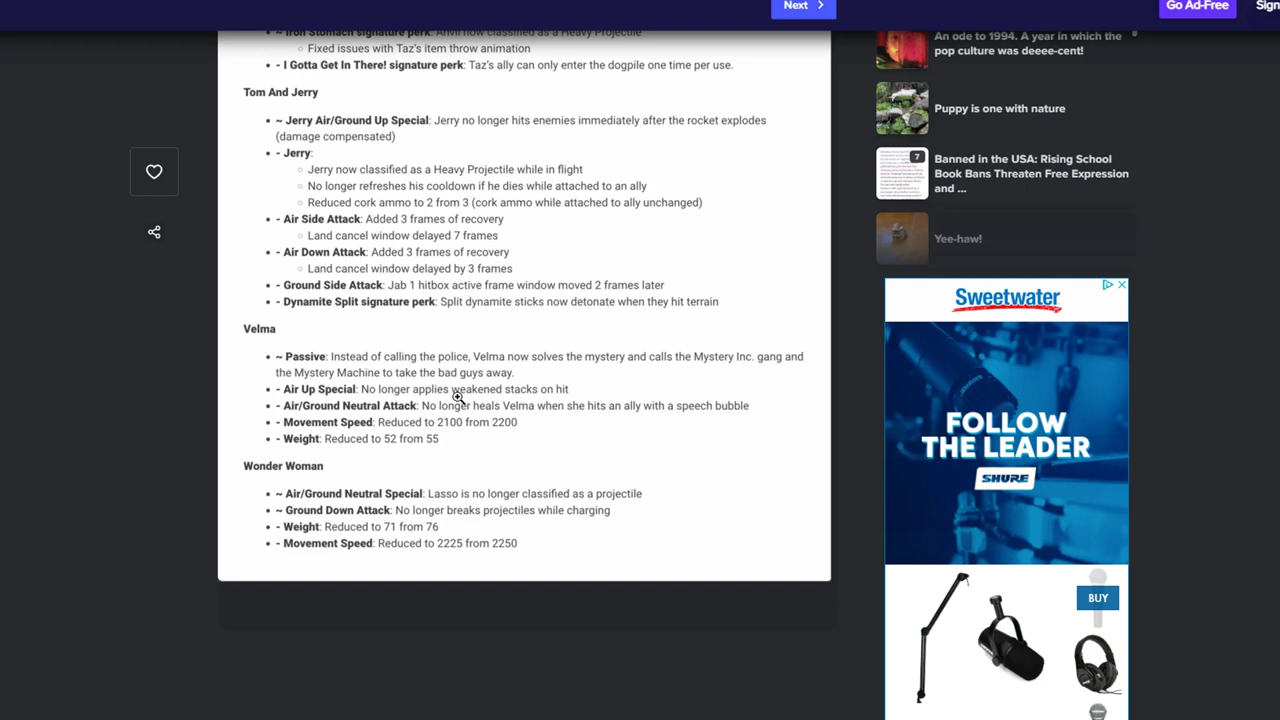 Next
Go Ad-Free
Sign
~ Iron Stomach signature perk: Anvil now classified as a Heavy Projectile
Fixed issues with Taz's item throw animation
- I Gotta Get In There! signature perk: Taz's ally can only enter the dogpile one time per use.
Tom And Jerry
~ Jerry Air/Ground Up Special: Jerry no longer hits enemies immediately after the rocket explodes
(damage compensated)
- Jerry:
Jerry now classified as a Heavy Projectile while in flight
No longer refreshes his cooldown if he dies while attached to an ally
Reduced cork ammo to 2 from 3 (cork ammo while attached to ally unchanged)
- Air Side Attack: Added 3 frames of recovery
Land cancel window delayed 7 frames
- Air Down Attack: Added 3 frames of recovery
Land cancel window delayed by 3 frames
- Ground Side Attack: Jab 1 hitbox active frame window moved 2 frames later
- Dynamite Split signature perk: Split dynamite sticks now detonate when they hit terrain
Velma
~ Passive: Instead of calling the police, Velma now solves the mystery and calls the Mystery Inc. gang and
the Mystery Machine to take the bad guys away.
- Air Up Special: No longer applies weakened stacks on hit
- Air/Ground Neutral Attack: No longer heals Velma when she hits an ally with a speech bubble
- Movement Speed: Reduced to 2100 from 2200
- Weight: Reduced to 52 from 55
Wonder Woman
~ Air/Ground Neutral Special: Lasso is no longer classified as a projectile
~ Ground Down Attack: No longer breaks projectiles while charging
- Weight: Reduced to 71 from 76
- Movement Speed: Reduced to 2225 from 2250
An ode to 1994. A year in which the
pop culture was deeee-cent!
Puppy is one with nature
7
Banned in the USA: Rising School
Book Bans Threaten Free Expression
and ...
Yee-haw!
Sweetwater
FOLLOW
THE LEADER
SHURE
BUY